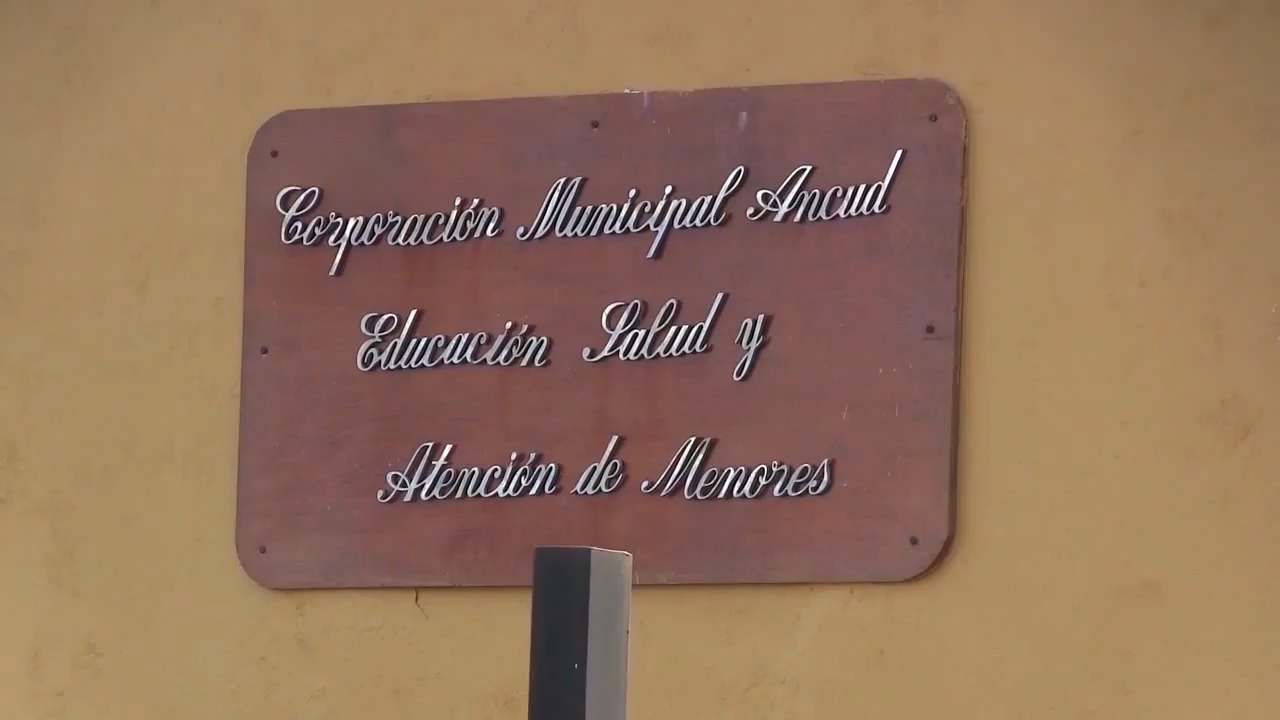 Corporación Municipal Ancud
Educación Salud y
Atención de Menores